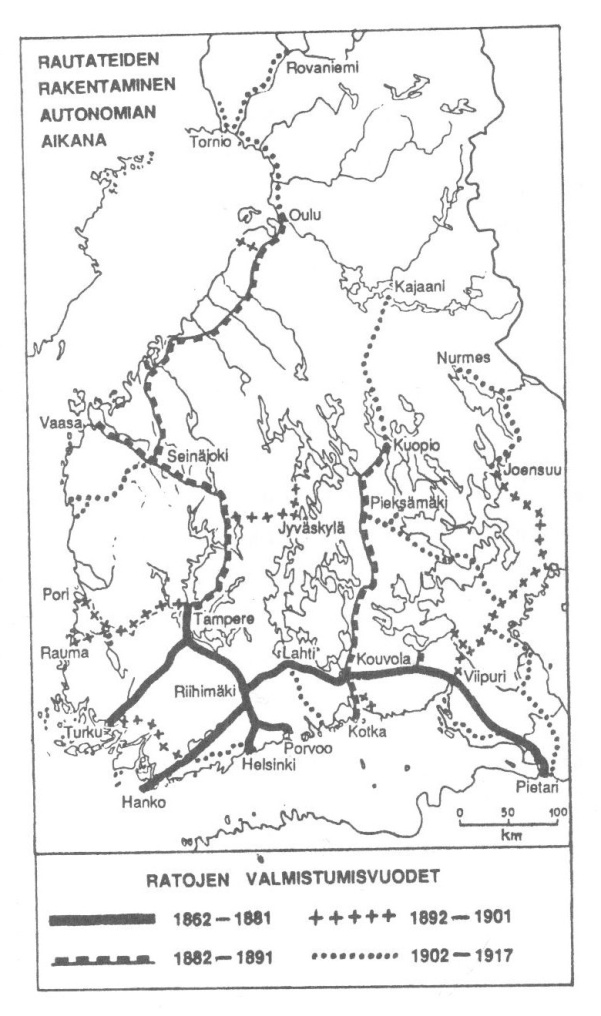 RAUTATEIDEN
RAKENTAMINEN
AUTONOMIAN
AIKANA
Rovaniemi
Tornio
Oulu
Kajaani
Nurmes
Vaasa
Seinäjoki
Kuopio
Joensuu
Pieksämäki
Jyväskylä
Pori
Tampere
Rauma
Lahti
Kouvola
Viipuri
Riihimäki
Turku
Kotka
Porvoo
Helsinki
Hanko
Pietari
0 50 100
km
RATOJEN VALMISTUMISVUODET
1862—1881 1892—1901
1882—1891 1902—1917